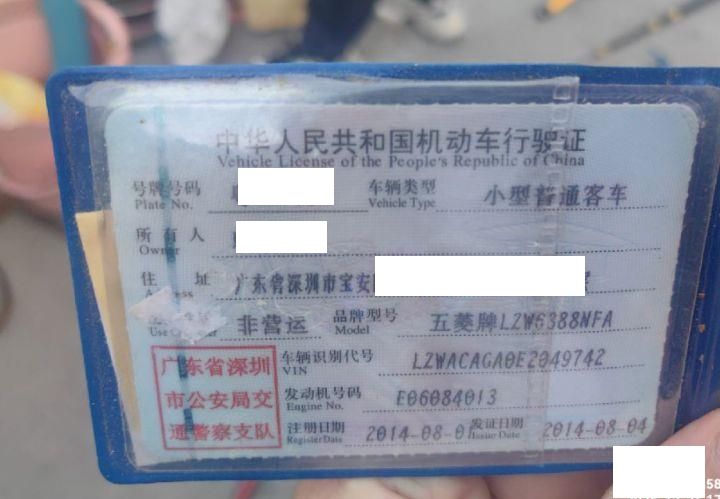 中华人民共和国机动车行驶证
Vehicle License of the People's Republic of China
号牌号码 车辆类型 小型普通客车
Plate No. Vehicle Type
所有人
Owner
住址 广东省深圳市宝安
非营运 品牌型号 五菱牌LZW6388NFA
Model
广东省深圳 车辆识别代号 LZWACAGA0E2049742
VIN
市公安局交 发动机号码 E06084013
Engine No.
通警察支队 注册日期 2014-08-0 发证日期 2014-08-04
Register Date Issue Date
58